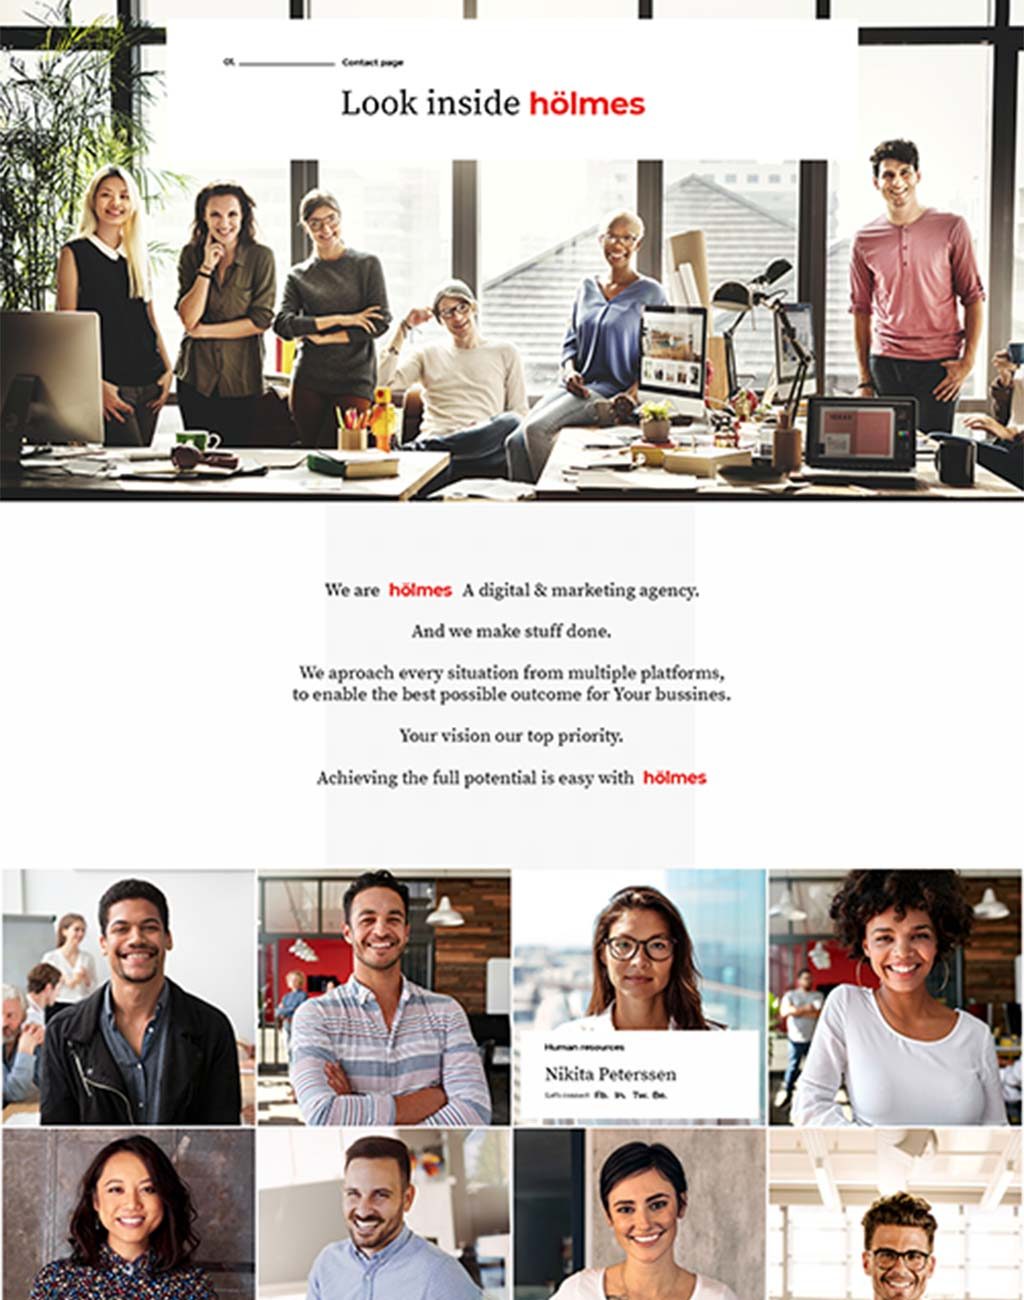 01.
Contact page
Look inside hölmes
IDEAS
We are hölmes A digital & marketing agency.
And we make stuff done.
We aproach every situation from multiple platforms,
to enable the best possible outcome for Your bussines.
Your vision our top priority.
Achieving the full potential is easy with hölmes
Human resources
Nikita Peterssen
Let's connect Fb. In. Tw. Be.